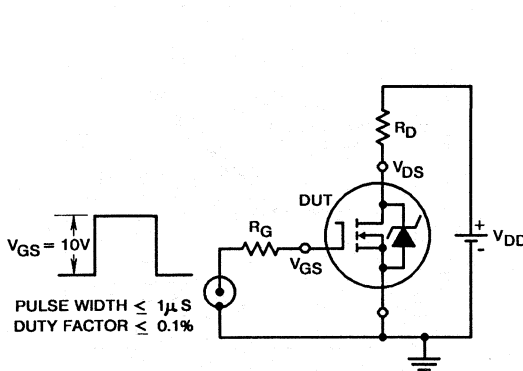 R_D
V_DS
DUT
R_G
V_GS = 10V
V_GS
+
V_DD
-
PULSE WIDTH ≤ 1μS
DUTY FACTOR ≤ 0.1%